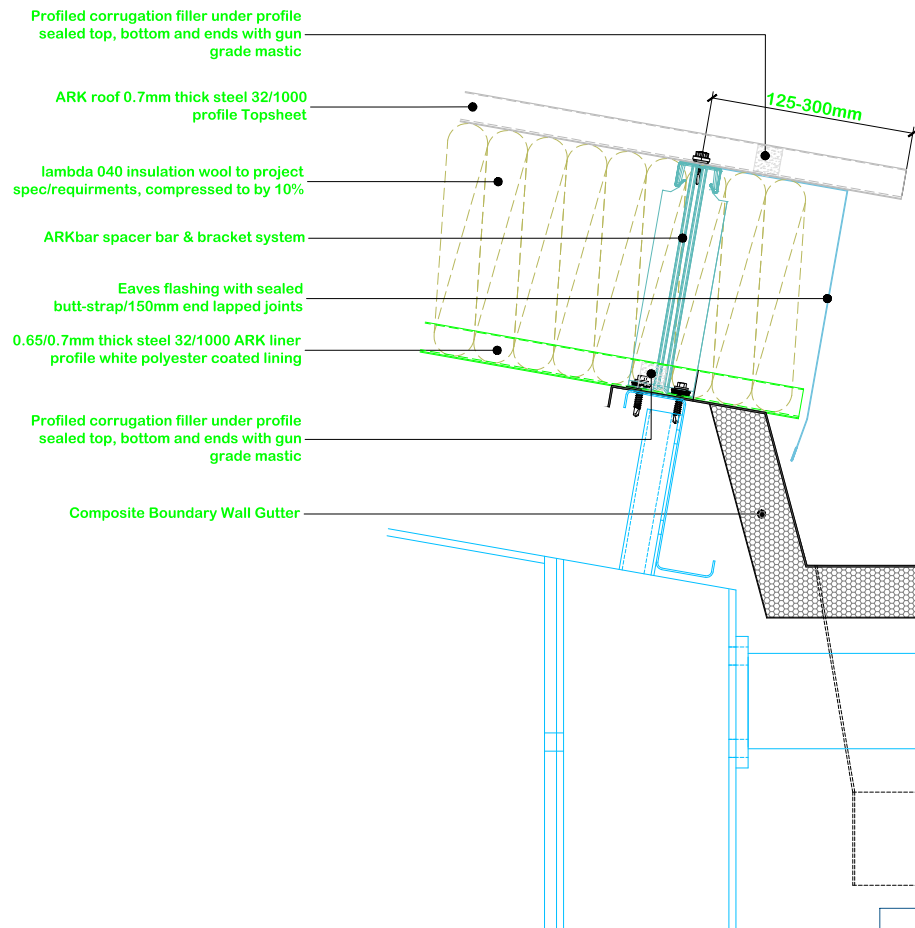 Profiled corrugation filler under profile
sealed top, bottom and ends with gun
grade mastic
125-300mm
ARK roof 0.7mm thick steel 32/1000
profile Topsheet
lambda 040 insulation wool to project
spec/requirments, compressed to by 10%
ARKbar spacer bar & bracket system
Eaves flashing with sealed
butt-strap/150mm end lapped joints
0.65/0.7mm thick steel 32/1000 ARK liner
profile white polyester coated lining
Profiled corrugation filler under profile
sealed top, bottom and ends with gun
grade mastic
Composite Boundary Wall Gutter